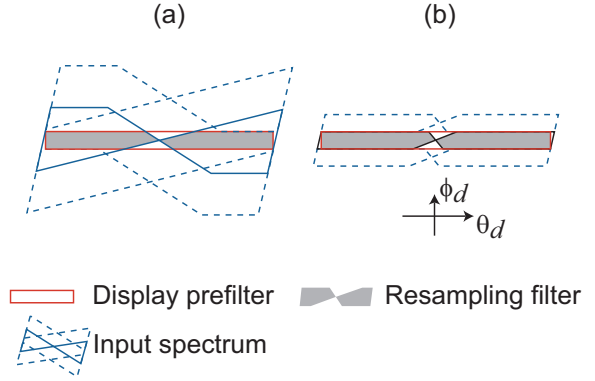 (a)
(b)
ϕd
θd
Display prefilter
Resampling filter
Input spectrum